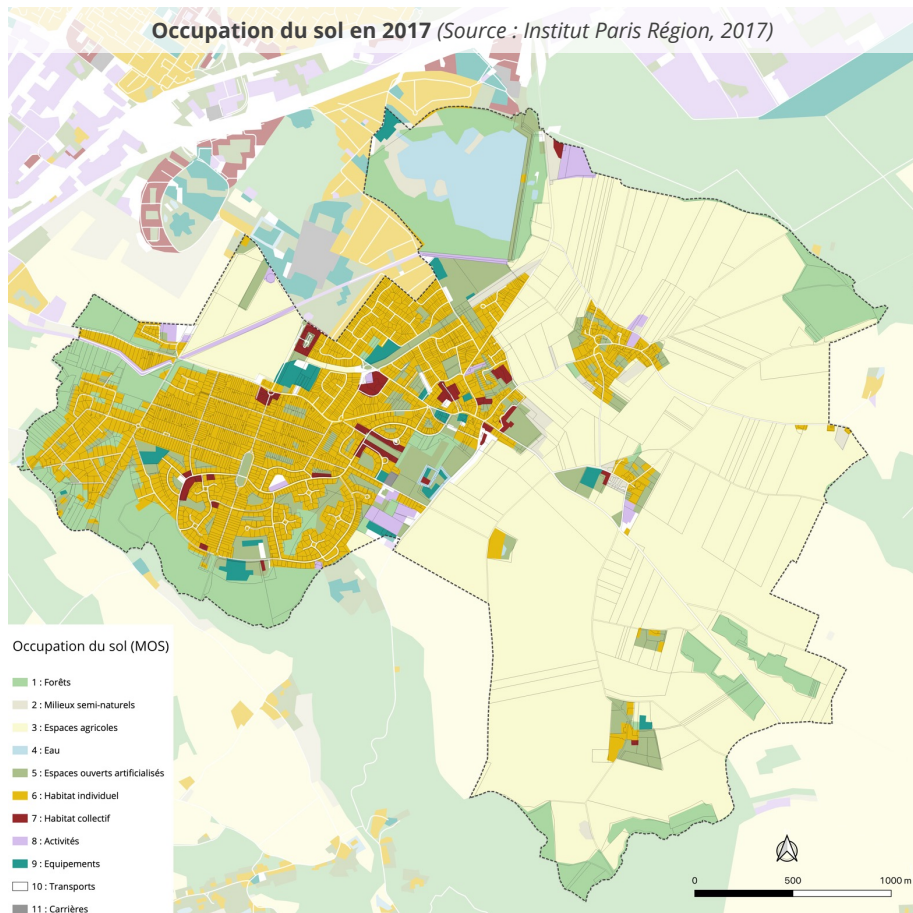 Occupation du sol en 2017 (Source : Institut Paris Région, 2017)
Occupation du sol (MOS)
1 : Forêts
2 : Milieux semi-naturels
3 : Espaces agricoles
4 : Eau
5 : Espaces ouverts artificialisés
6 : Habitat individuel
7 : Habitat collectif
8 : Activités
9 : Equipements
10 : Transports
11 : Carrières
0 500 1000 m